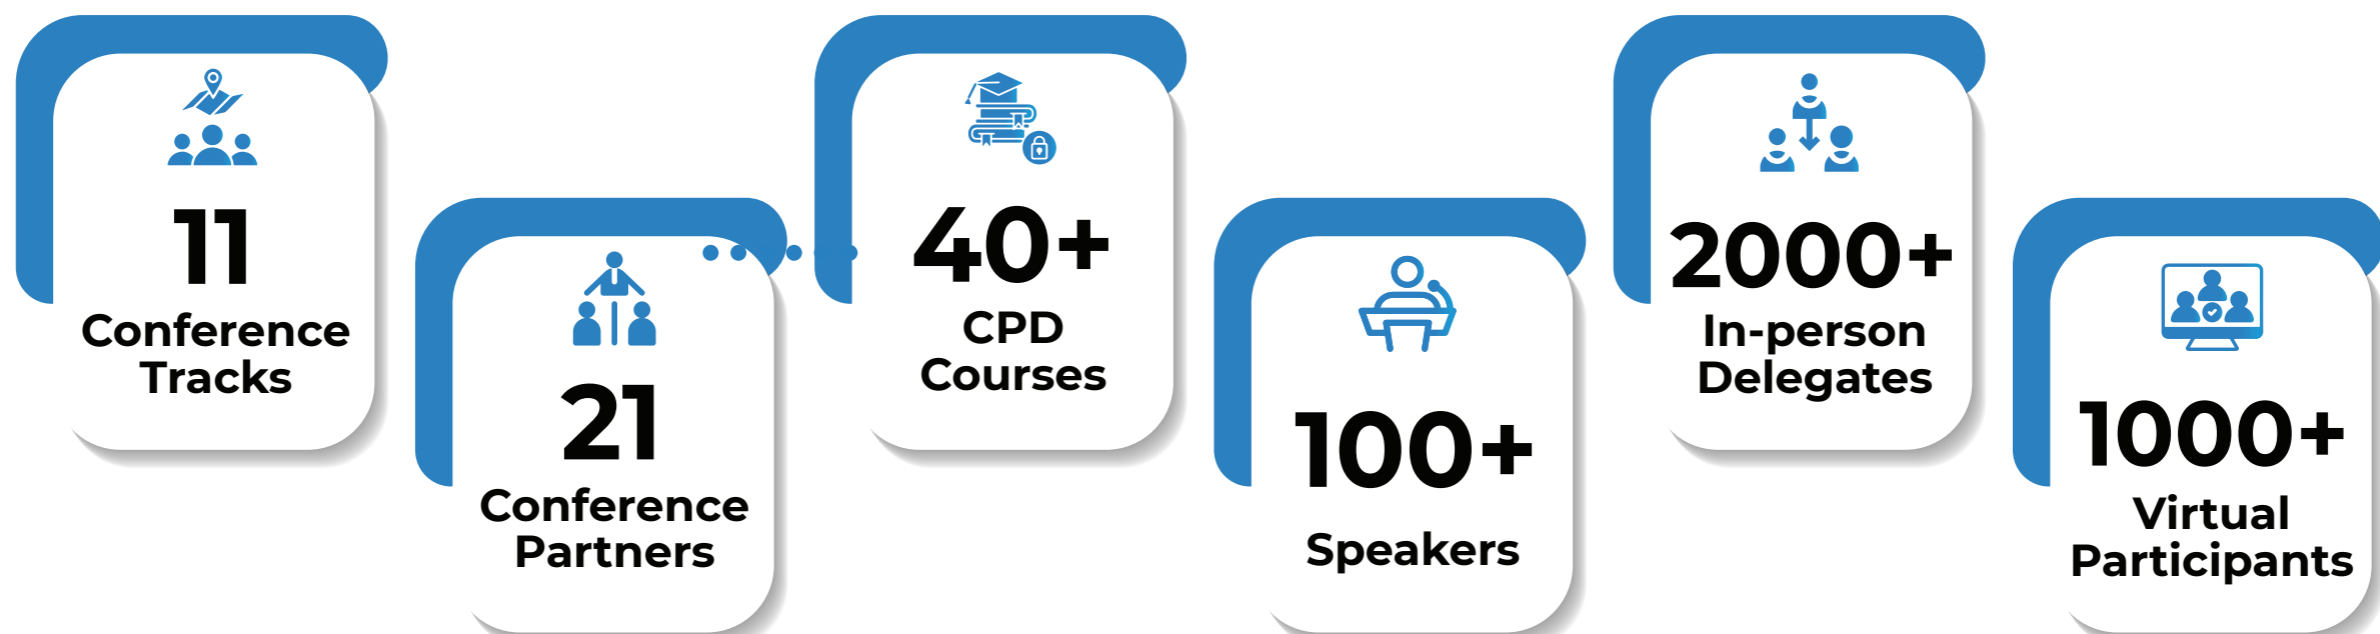 11
Conference
Tracks
21
Conference
Partners
40+
CPD
Courses
100+
Speakers
2000+
In-person
Delegates
1000+
Virtual
Participants